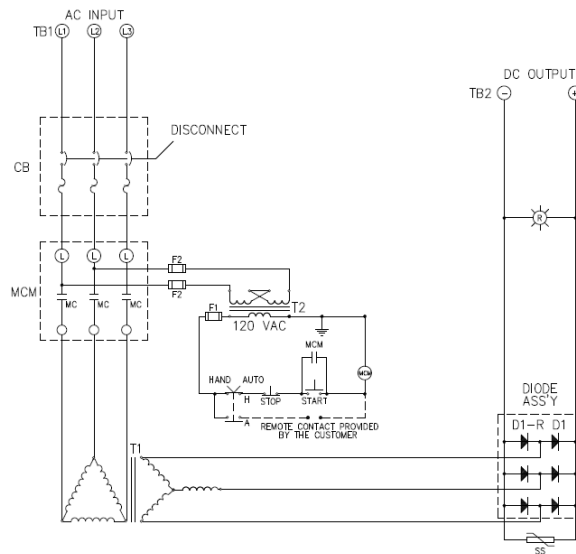 AC INPUT
TB1 L1 L2 L3
DC OUTPUT
TB2 − +
DISCONNECT
CB
R
L L L
F2
F2
MCM
MC MC MC
T2
F1
120 VAC
MCM
MCM
HAND AUTO
H
STOP
START
A
REMOTE CONTACT PROVIDED
BY THE CUSTOMER
DIODE
ASS'Y
D1-R D1
T1
SS